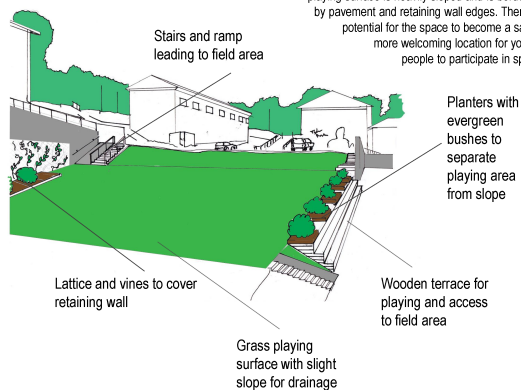 by pavement and retaining wall edges. Ther
potential for the space to become a sa
more welcoming location for yo
people to participate in sp
Stairs and ramp
leading to field area
Planters with
evergreen
bushes to
separate
playing area
from slope
Lattice and vines to cover
retaining wall
Wooden terrace for
playing and access
to field area
Grass playing
surface with slight
slope for drainage